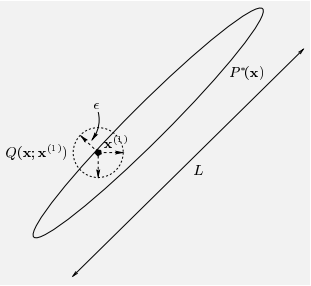 ϵ
P*(x)
x⁽¹⁾
Q(x; x⁽¹⁾)
L